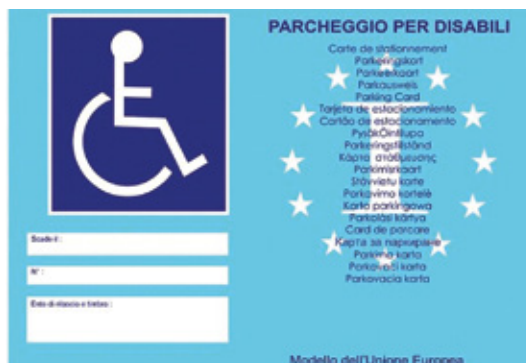 PARCHEGGIO PER DISABILI
Carte de stationnement
Parkeringskort
Parkeerkaart
Parkausweis
Parking Card
Tarjeta de estacionamiento
Cartão de estacionamento
PysäkÖintilupa
Parkeringstillstånd
Κάρτα στάθμευσης
Parkimiskaart
Stāvvietu karte
Parkavimo kortelė
Karta parkingowa
Parkolási kártya
Card de parcare
Карта за паркиране
Parkirna karta
Parkovací karta
Parkovacia karta
Scade il :
N° :
Ente di rilascio e timbro :
Modello dell'Unione Europea